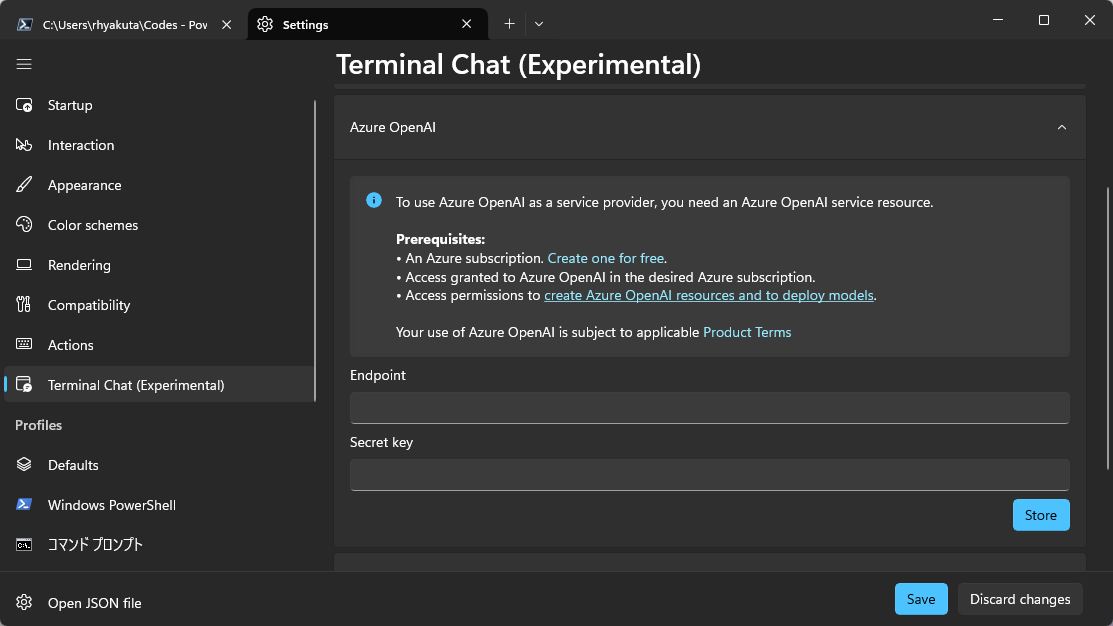 C:\Users\rhyakuta\Codes - Pov
Settings
Terminal Chat (Experimental)
Startup
Interaction
Appearance
Color schemes
Rendering
Compatibility
Actions
Terminal Chat (Experimental)
Profiles
Defaults
Windows PowerShell
コマンド プロンプト
Open JSON file
Azure OpenAI
To use Azure OpenAI as a service provider, you need an Azure OpenAI service resource.
Prerequisites:
• An Azure subscription. Create one for free.
• Access granted to Azure OpenAI in the desired Azure subscription.
• Access permissions to create Azure OpenAI resources and to deploy models.
Your use of Azure OpenAI is subject to applicable Product Terms
Endpoint
Secret key
Store
Save
Discard changes